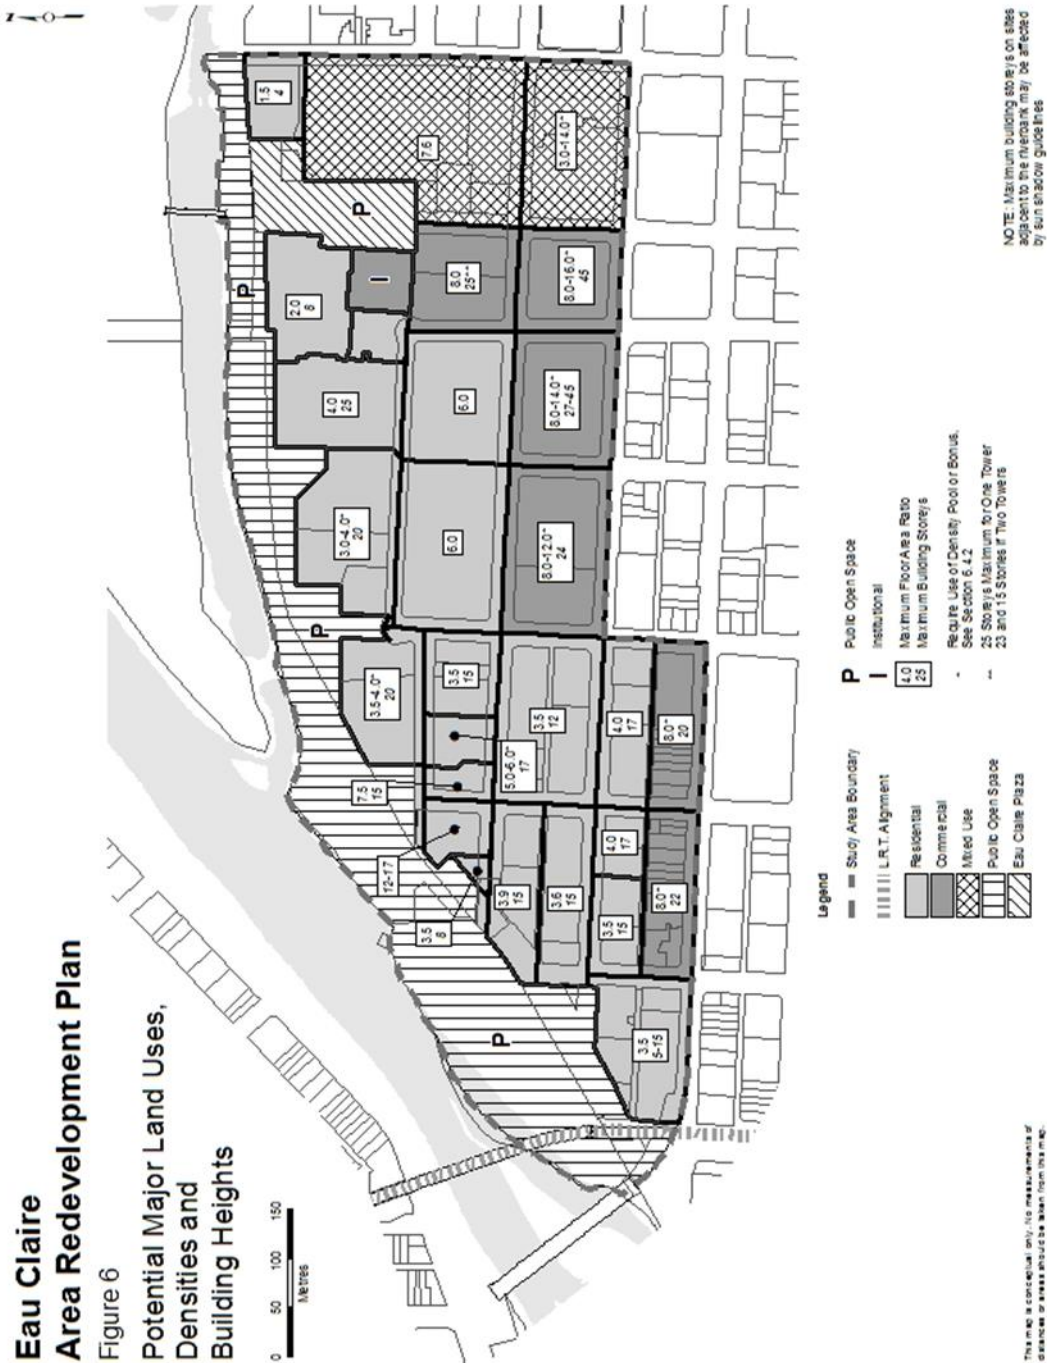 Eau Claire
Area Redevelopment Plan
Figure 6
Potential Major Land Uses,
Densities and
Building Heights
0 50 100 150
Metres
N
1.5
4
7.6
3.0-14.0*
P
P
2.0
8
I
8.0
25**
8.0-16.0*
45
4.0
25
6.0
8.0-14.0*
27-45
3.0-4.0*
20
6.0
8.0-12.0*
24
P
3.5-4.0*
20
3.5
15
7.5
15
5.0-6.0*
17
3.5
12
4.0
17
8.0*
20
12-17
3.5
8
3.9
15
3.6
15
4.0
17
3.5
15
8.0*
22
P
3.5
5-15
Legend
Study Area Boundary
L.R.T. Alignment
Residential
Commercial
Mixed Use
Public Open Space
Eau Claire Plaza
P Public Open Space
I Institutional
4.0 Maximum Floor Area Ratio
25 Maximum Building Storeys
* Require Use of Density Pool or Bonus,
See Section 6.4.2
** 25 Storeys Maximum for One Tower
23 and 15 Stories if Two Towers
NOTE: Maximum building storeys on sites
adjacent to the riverbank may be affected
by sun shadow guidelines
This map is conceptual only. No measurements of
distances or areas should be taken from this map.